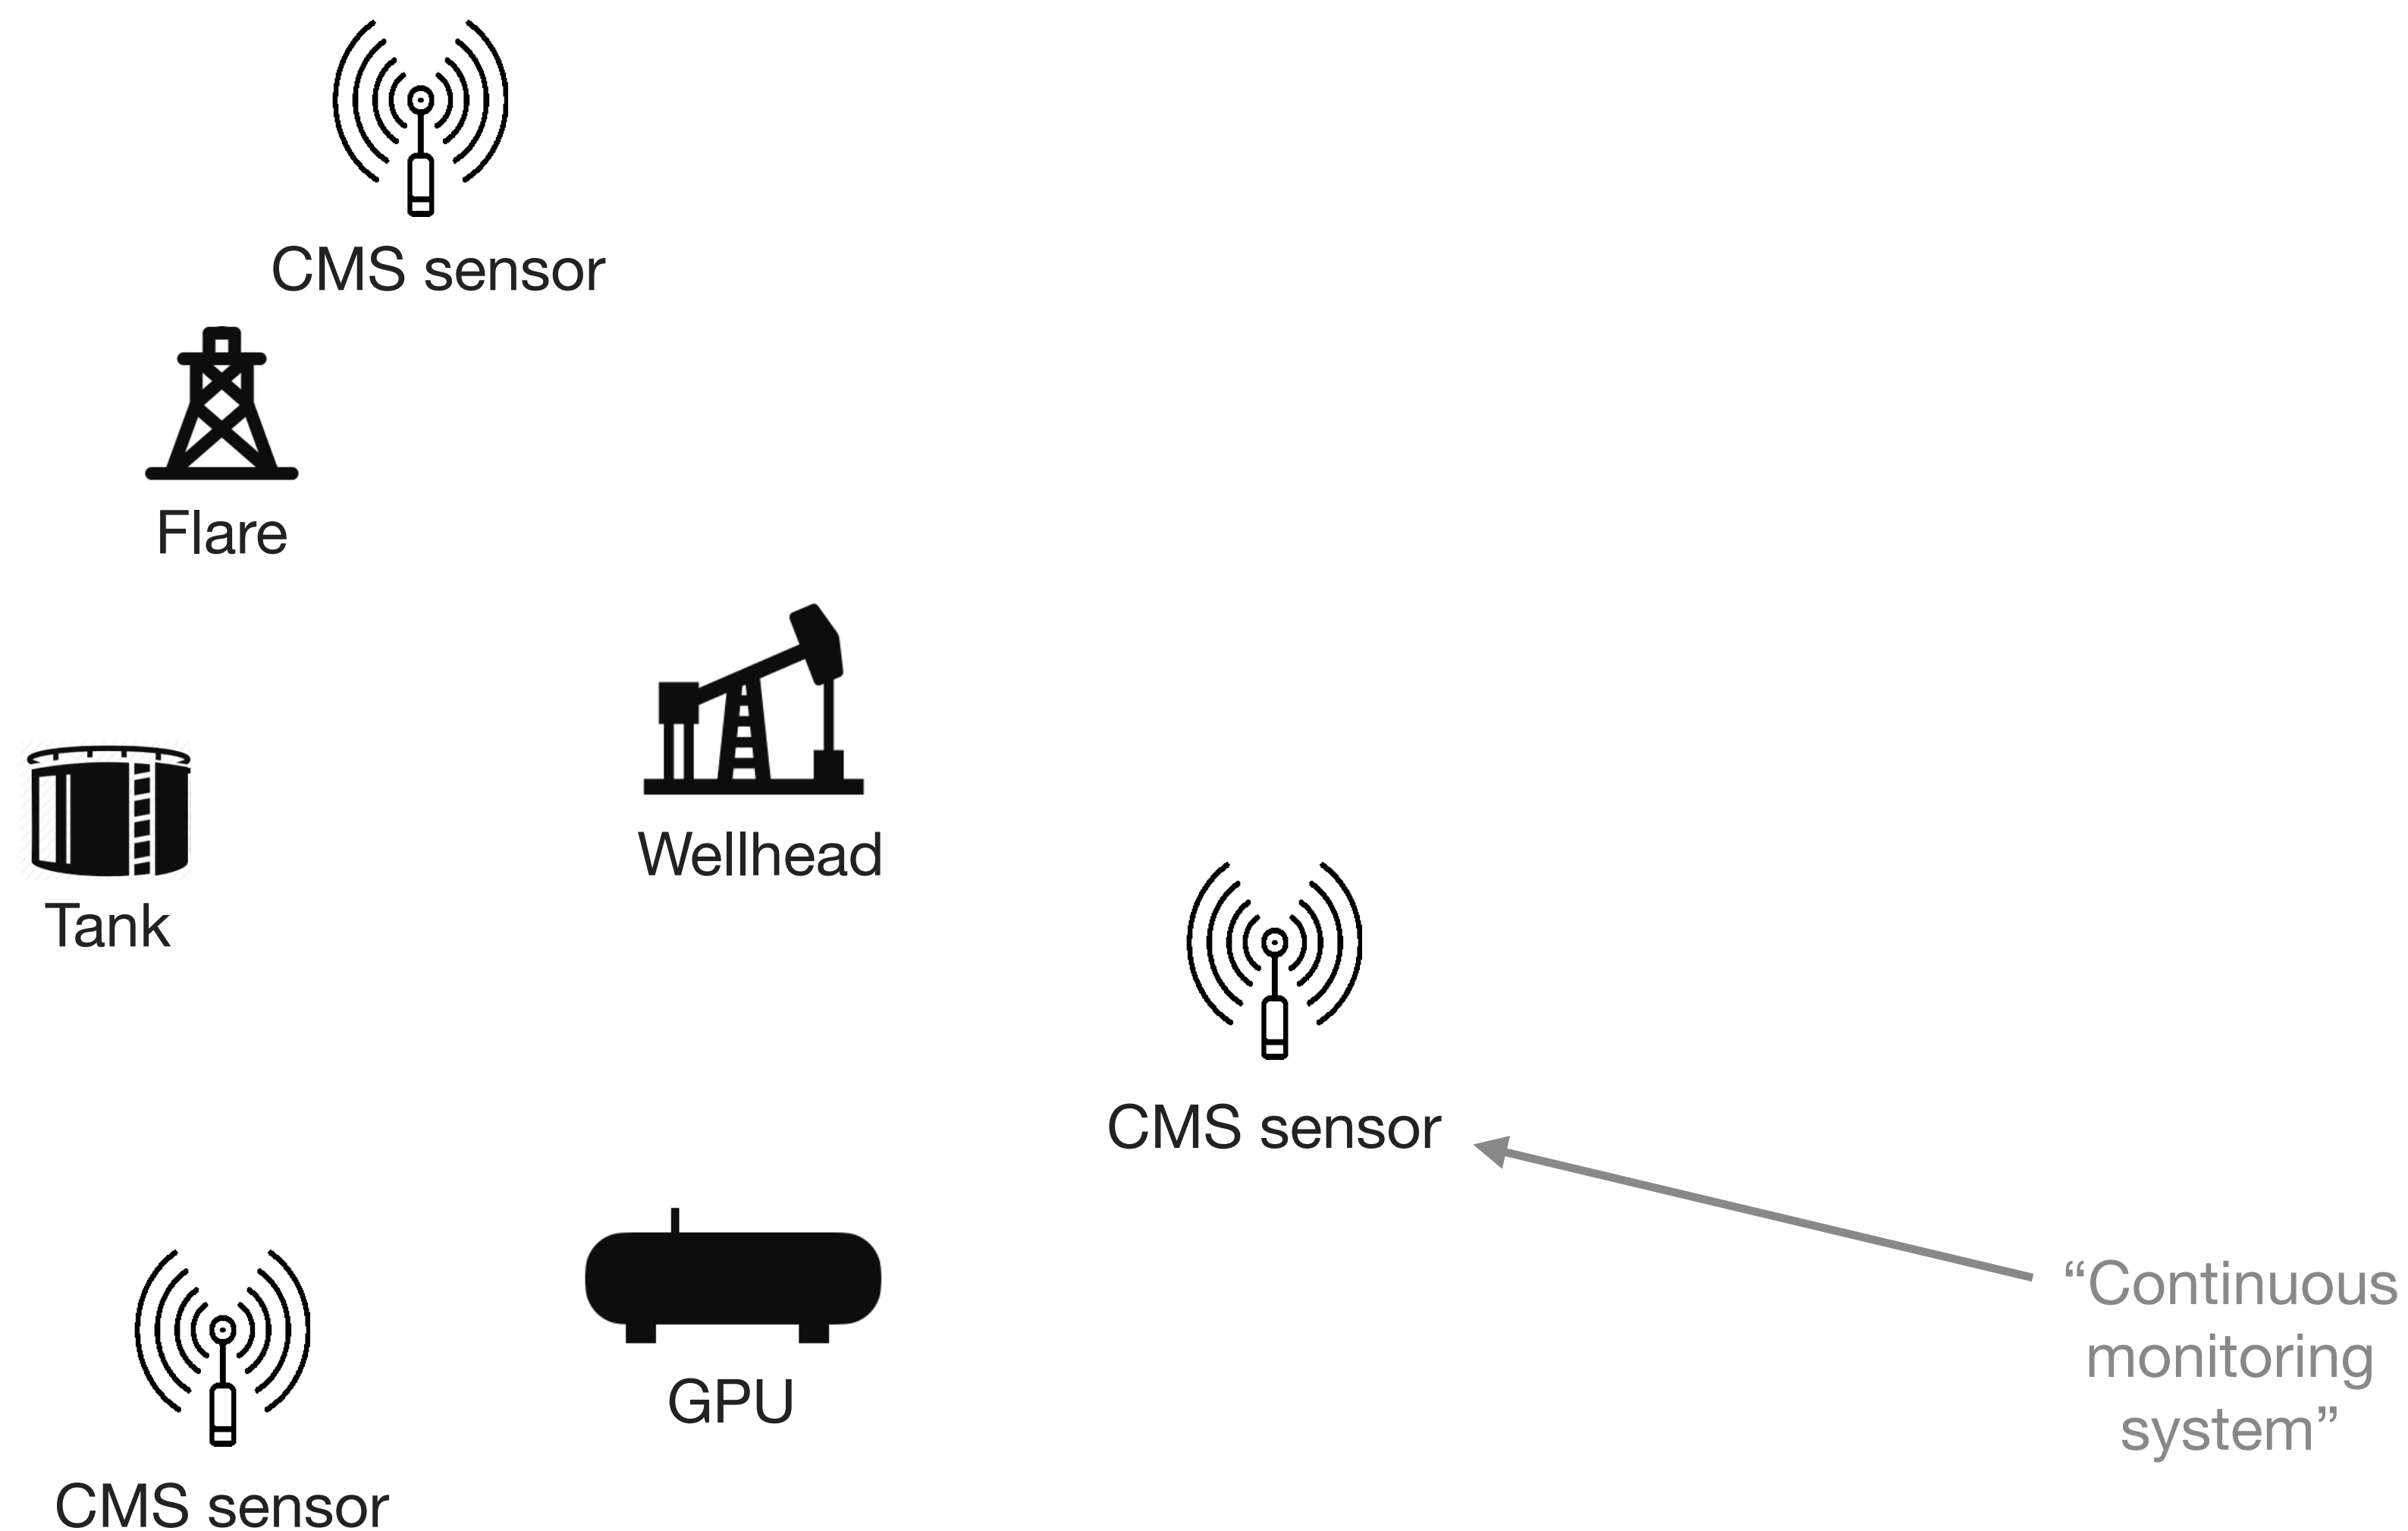 CMS sensor
Flare
Wellhead
Tank
CMS sensor
“Continuous
monitoring
system”
GPU
CMS sensor